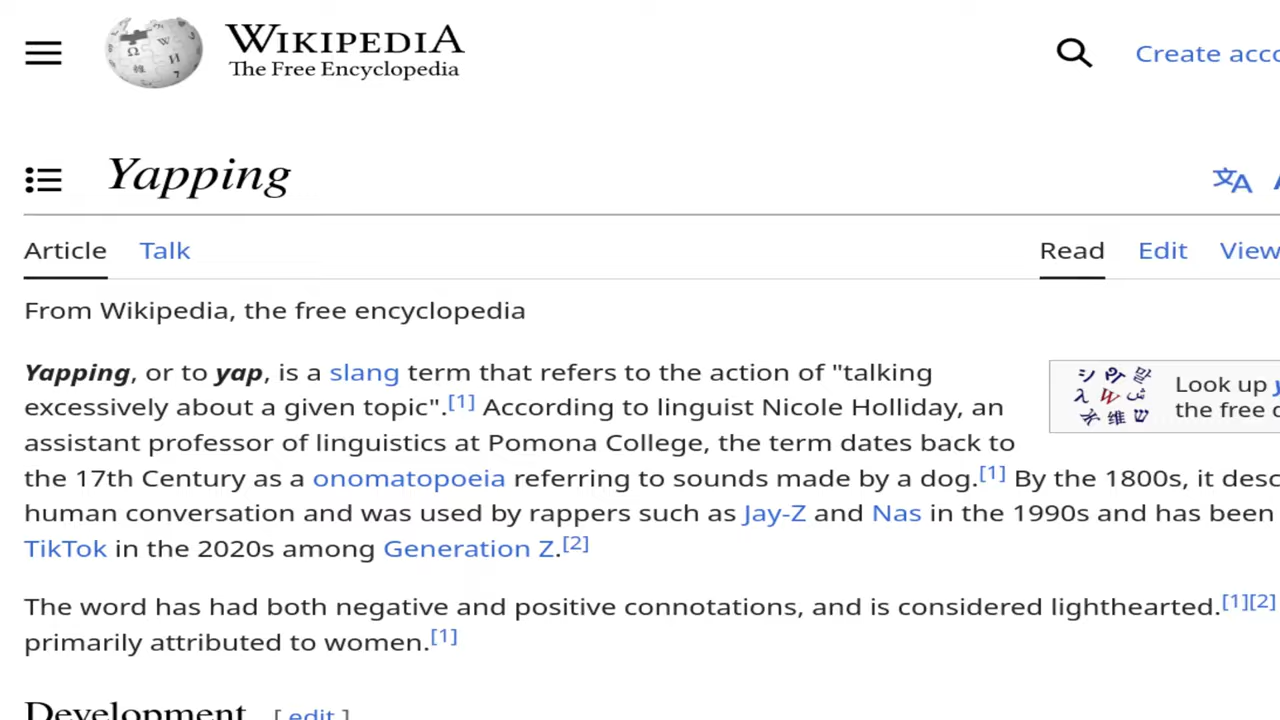 WIKIPEDIA
The Free Encyclopedia
Create acco
Yapping
Article Talk Read Edit View
From Wikipedia, the free encyclopedia
Yapping, or to yap, is a slang term that refers to the action of "talking
excessively about a given topic".[1] According to linguist Nicole Holliday, an
assistant professor of linguistics at Pomona College, the term dates back to
the 17th Century as a onomatopoeia referring to sounds made by a dog.[1] By the 1800s, it desc
human conversation and was used by rappers such as Jay-Z and Nas in the 1990s and has been
TikTok in the 2020s among Generation Z.[2]
Look up y
the free d
The word has had both negative and positive connotations, and is considered lighthearted.[1][2]
primarily attributed to women.[1]
Development [ edit ]